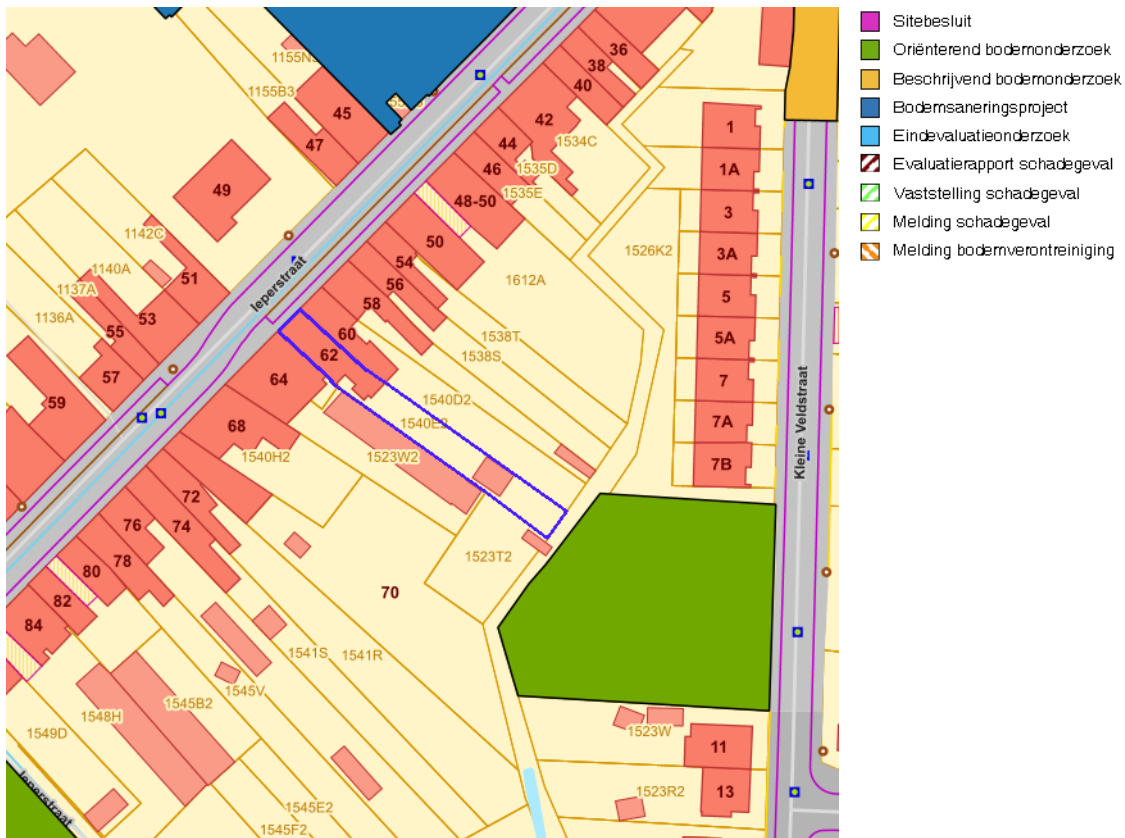 Sitebesluit
Oriënterend bodemonderzoek
Beschrijvend bodemonderzoek
Bodemsaneringsproject
Eindevaluatieonderzoek
Evaluatierapport schadegeval
Vaststelling schadegeval
Melding schadegeval
Melding bodemverontreiniging
36
38
40
42
1534C
44
1535D
46
1535E
48-50
50
54
56
58
60
62
64
68
72
74
76
78
80
82
84
45
47
49
51
53
55
57
59
1155B3
1142C
1140A
1137A
1136A
Ieperstraat
1612A
1538T
1538S
1540D2
1523W2
1540H2
1523T2
70
1541R
1541S
1545V
1545B2
1548H
1549D
1545E2
1545F2
Ieperstraat
1526K2
1
1A
3
3A
5
5A
7
7A
7B
Kleine Veldstraat
1523W
11
13
1523R2